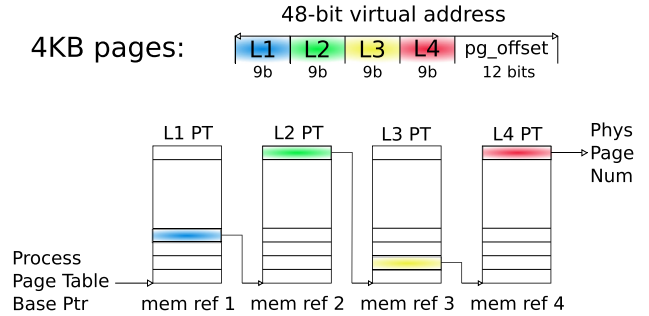 48-bit virtual address
4KB pages:
L1 L2 L3 L4 pg_offset
9b 9b 9b 9b 12 bits
L1 PT L2 PT L3 PT L4 PT
Phys
Page
Num
Process
Page Table
Base Ptr
mem ref 1 mem ref 2 mem ref 3 mem ref 4